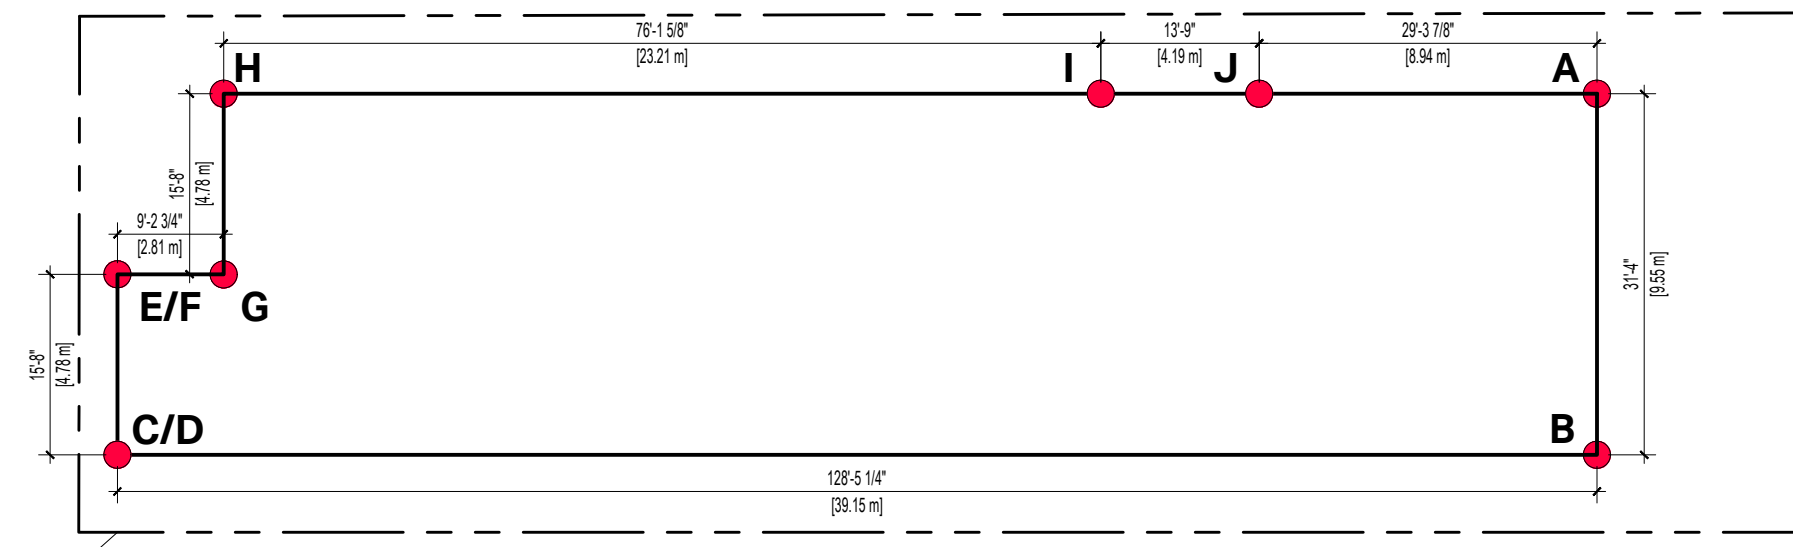 76'-1 5/8"
[23.21 m]
13'-9"
[4.19 m]
29'-3 7/8"
[8.94 m]
H
I
J
A
15'-8"
[4.78 m]
9'-2 3/4"
[2.81 m]
E/F
G
31'-4"
[9.55 m]
15'-8"
[4.78 m]
C/D
B
128'-5 1/4"
[39.15 m]